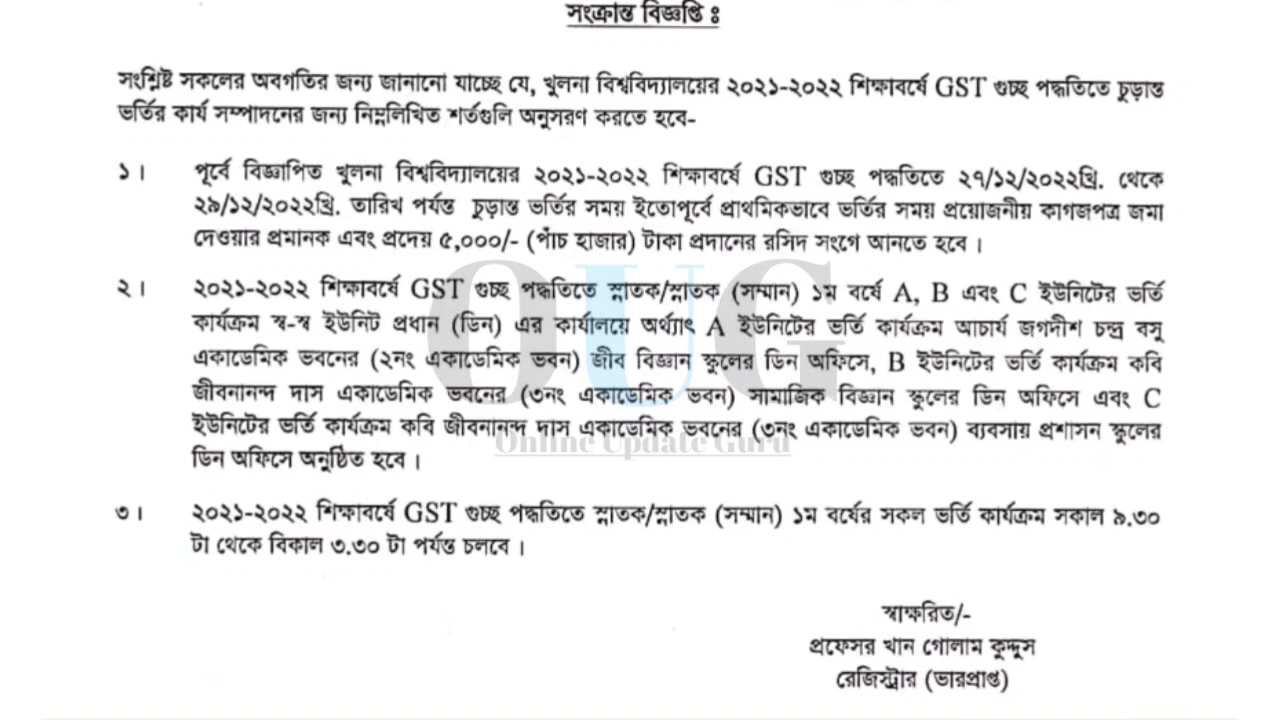 সংক্রান্ত বিজ্ঞপ্তি ঃ
সংশ্লিষ্ট সকলের অবগতির জন্য জানানো যাচ্ছে যে, খুলনা বিশ্ববিদ্যালয়ের ২০২১-২০২২ শিক্ষাবর্ষে GST গুচ্ছ পদ্ধতিতে চুড়ান্ত
ভর্তির কার্য সম্পাদনের জন্য নিম্নলিখিত শর্তগুলি অনুসরণ করতে হবে-
১। পূর্বে বিজ্ঞাপিত খুলনা বিশ্ববিদ্যালয়ের ২০২১-২০২২ শিক্ষাবর্ষে GST গুচ্ছ পদ্ধতিতে ২৭/১২/২০২২খ্রি. থেকে
২৯/১২/২০২২খ্রি. তারিখ পর্যন্ত চুড়ান্ত ভর্তির সময় ইতোপূর্বে প্রাথমিকভাবে ভর্তির সময় প্রয়োজনীয় কাগজপত্র জমা
দেওয়ার প্রমানক এবং প্রদেয় ৫,০০০/- (পাঁচ হাজার) টাকা প্রদানের রসিদ সংগে আনতে হবে।
২। ২০২১-২০২২ শিক্ষাবর্ষে GST গুচ্ছ পদ্ধতিতে স্নাতক/স্নাতক (সম্মান) ১ম বর্ষে A, B এবং C ইউনিটের ভর্তি
কার্যক্রম স্ব-স্ব ইউনিট প্রধান (ডিন) এর কার্যালয়ে অর্থ্যাৎ A ইউনিটের ভর্তি কার্যক্রম আচার্য জগদীশ চন্দ্র বসু
একাডেমিক ভবনের (২নং একাডেমিক ভবন) জীব বিজ্ঞান স্কুলের ডিন অফিসে, B ইউনিটের ভর্তি কার্যক্রম কবি
জীবনানন্দ দাস একাডেমিক ভবনের (৩নং একাডেমিক ভবন) সামাজিক বিজ্ঞান স্কুলের ডিন অফিসে এবং C
ইউনিটের ভর্তি কার্যক্রম কবি জীবনানন্দ দাস একাডেমিক ভবনের (৩নং একাডেমিক ভবন) ব্যবসায় প্রশাসন স্কুলের
ডিন অফিসে অনুষ্ঠিত হবে।
OUG
Online Update Guru
৩। ২০২১-২০২২ শিক্ষাবর্ষে GST গুচ্ছ পদ্ধতিতে স্নাতক/স্নাতক (সম্মান) ১ম বর্ষের সকল ভর্তি কার্যক্রম সকাল ৯.৩০
টা থেকে বিকাল ৩.৩০ টা পর্যন্ত চলবে।
স্বাক্ষরিত/-
প্রফেসর খান গোলাম কুদ্দুস
রেজিস্ট্রার (ভারপ্রাপ্ত)